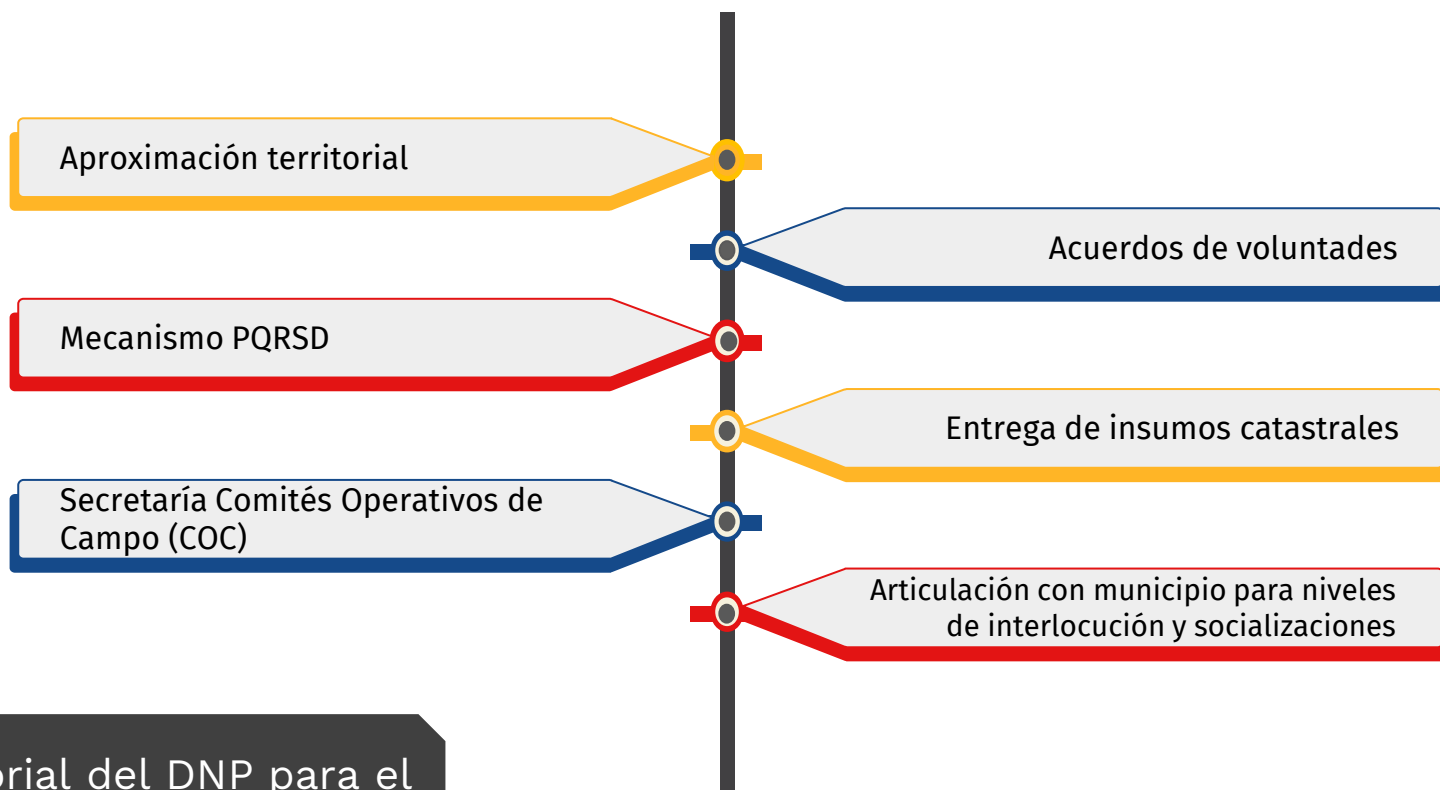 Aproximación territorial
Acuerdos de voluntades
Mecanismo PQRSD
Entrega de insumos catastrales
Secretaría Comités Operativos de
Campo (COC)
Articulación con municipio para niveles
de interlocución y socializaciones
del DNP para el